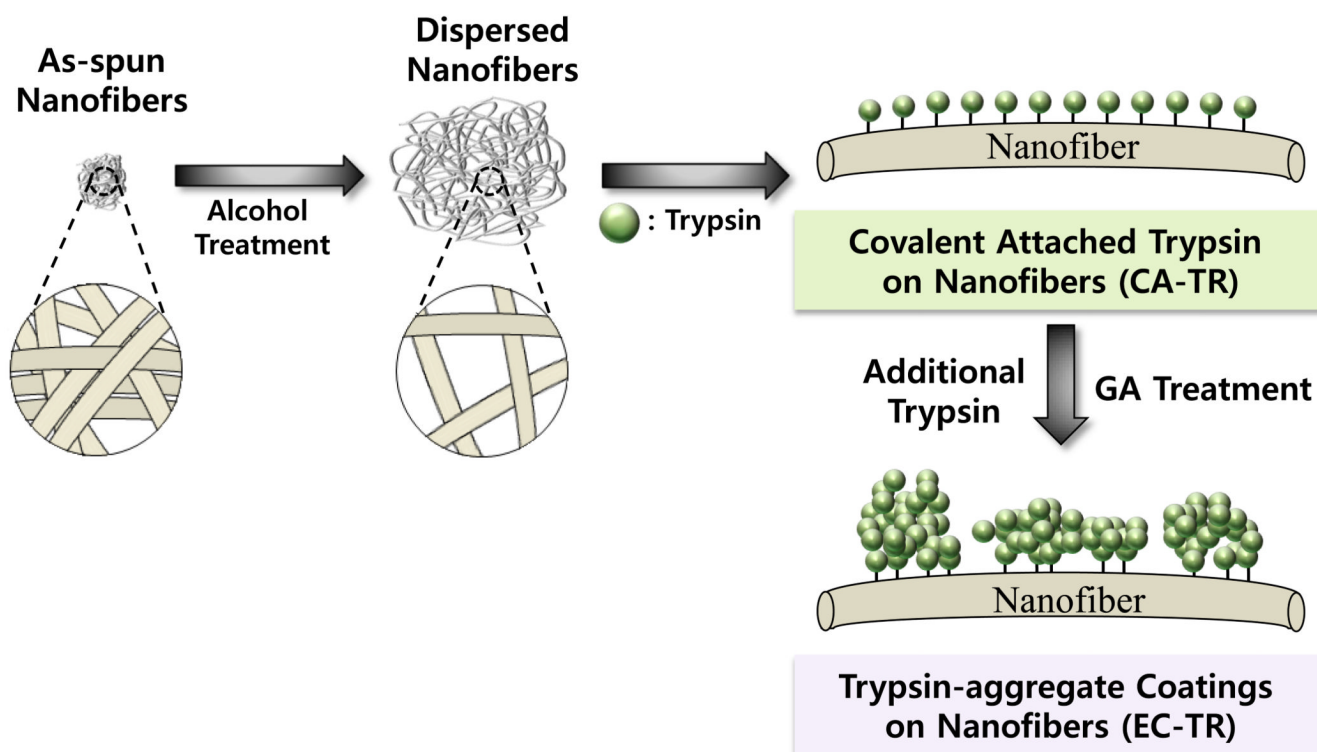 As-spun
Nanofibers
Alcohol
Treatment
Dispersed
Nanofibers
: Trypsin
Nanofiber
Covalent Attached Trypsin
on Nanofibers (CA-TR)
Additional
Trypsin
GA Treatment
Nanofiber
Trypsin-aggregate Coatings
on Nanofibers (EC-TR)